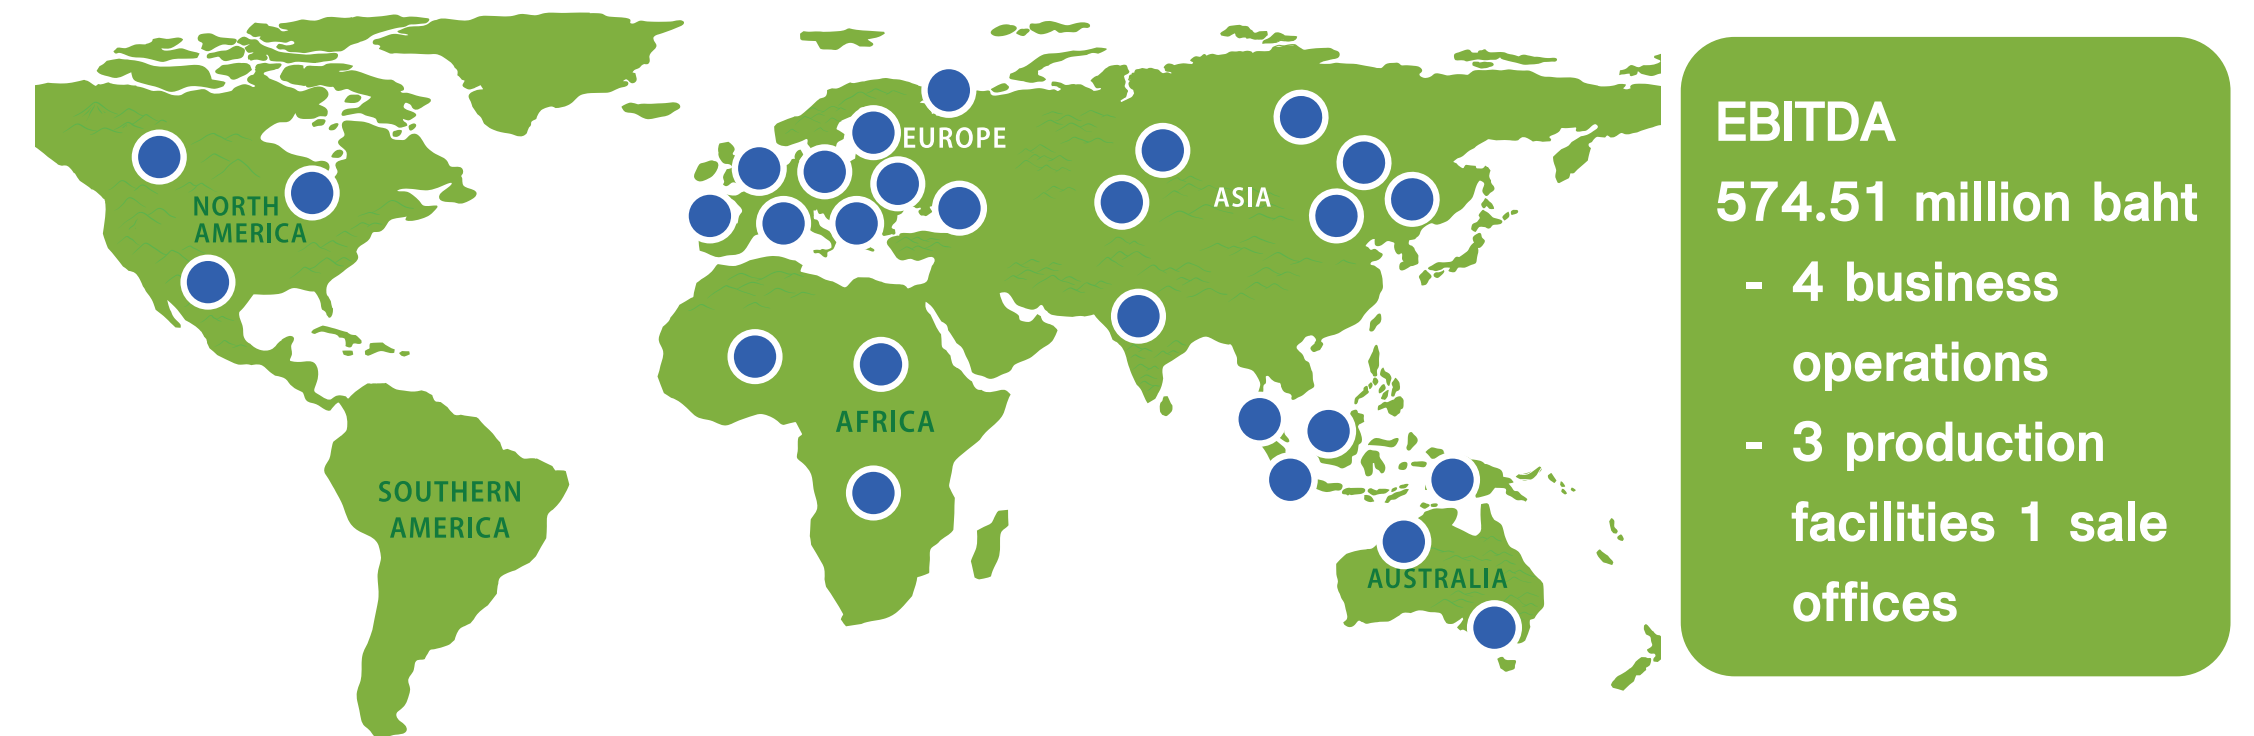 EUROPE
ASIA
NORTH
AMERICA
AFRICA
SOUTHERN
AMERICA
AUSTRALIA
EBITDA
574.51 million baht
- 4 business
operations
- 3 production
facilities 1 sale
offices